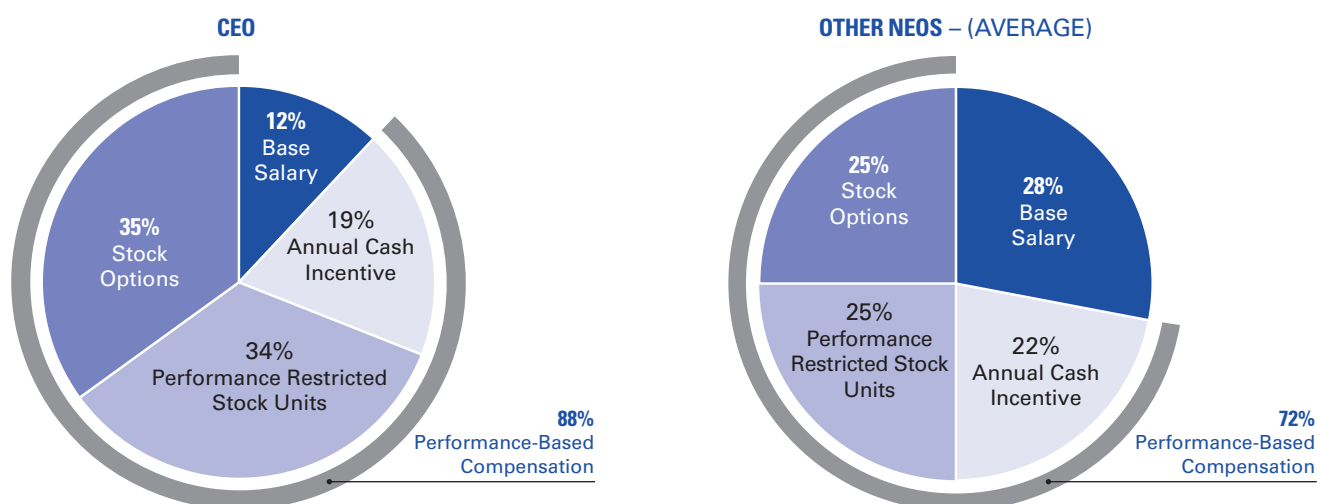 CEO
12%
Base
Salary
19%
Annual Cash
Incentive
34%
Performance Restricted
Stock Units
35%
Stock
Options
88%
Performance-Based
Compensation
OTHER NEOS – (AVERAGE)
28%
Base
Salary
22%
Annual Cash
Incentive
25%
Performance
Restricted Stock
Units
25%
Stock
Options
72%
Performance-Based
Compensation